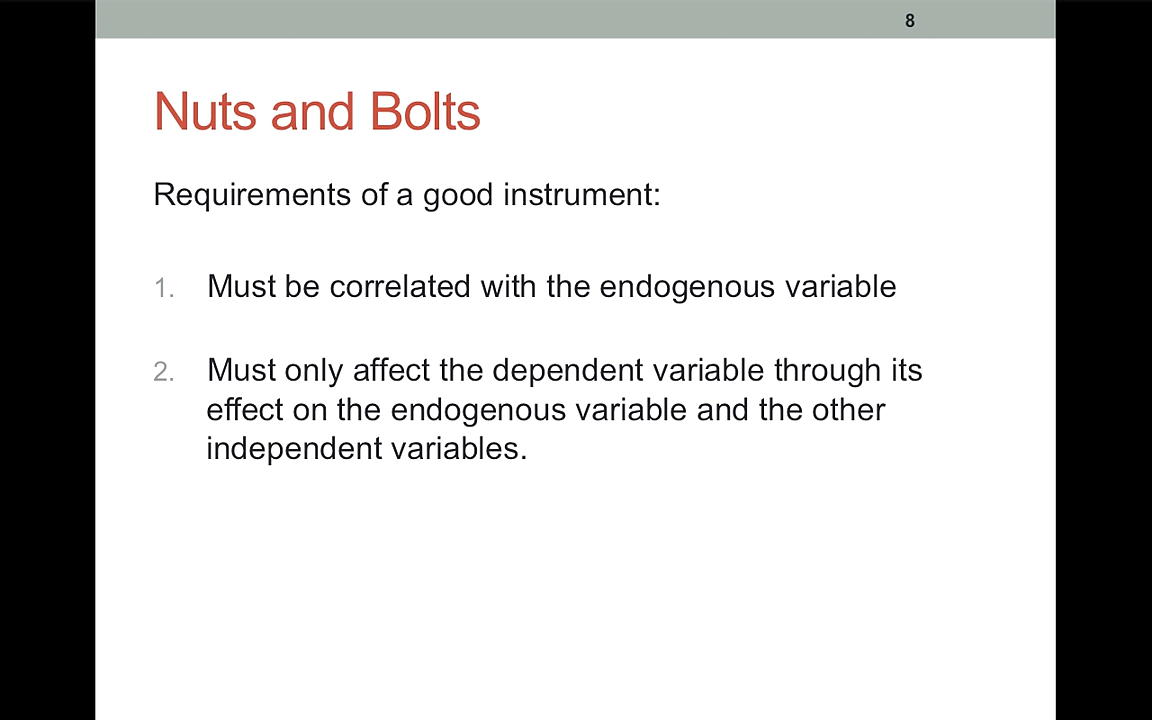 8
Nuts and Bolts
Requirements of a good instrument:
1. Must be correlated with the endogenous variable
2. Must only affect the dependent variable through its
effect on the endogenous variable and the other
independent variables.